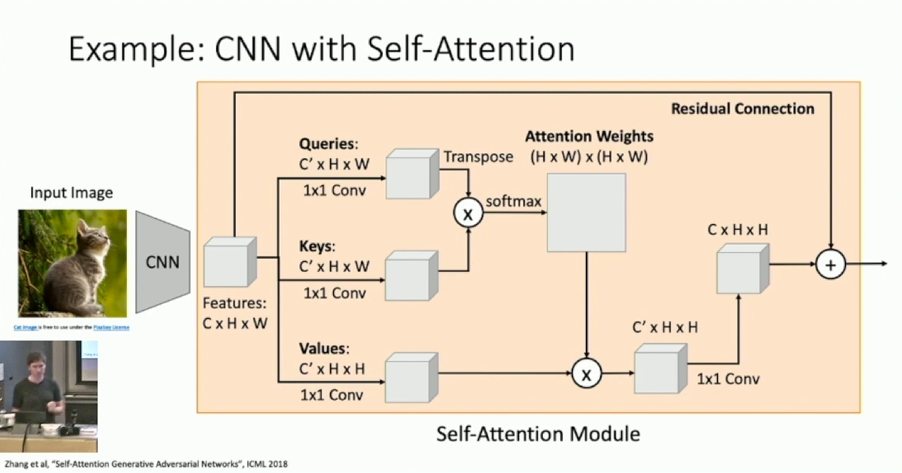 Example: CNN with Self-Attention
Residual Connection
Queries:
C' x H x W
1x1 Conv
Transpose
Attention Weights
(H x W) x (H x W)
Input Image
softmax
X
C x H x H
CNN
Keys:
C' x H x W
1x1 Conv
+
Features:
C x H x W
Cat image is free to use under the Pixabay License
Values:
C' x H x H
1x1 Conv
C' x H x H
X
1x1 Conv
Self-Attention Module
Zhang et al, "Self-Attention Generative Adversarial Networks", ICML 2018